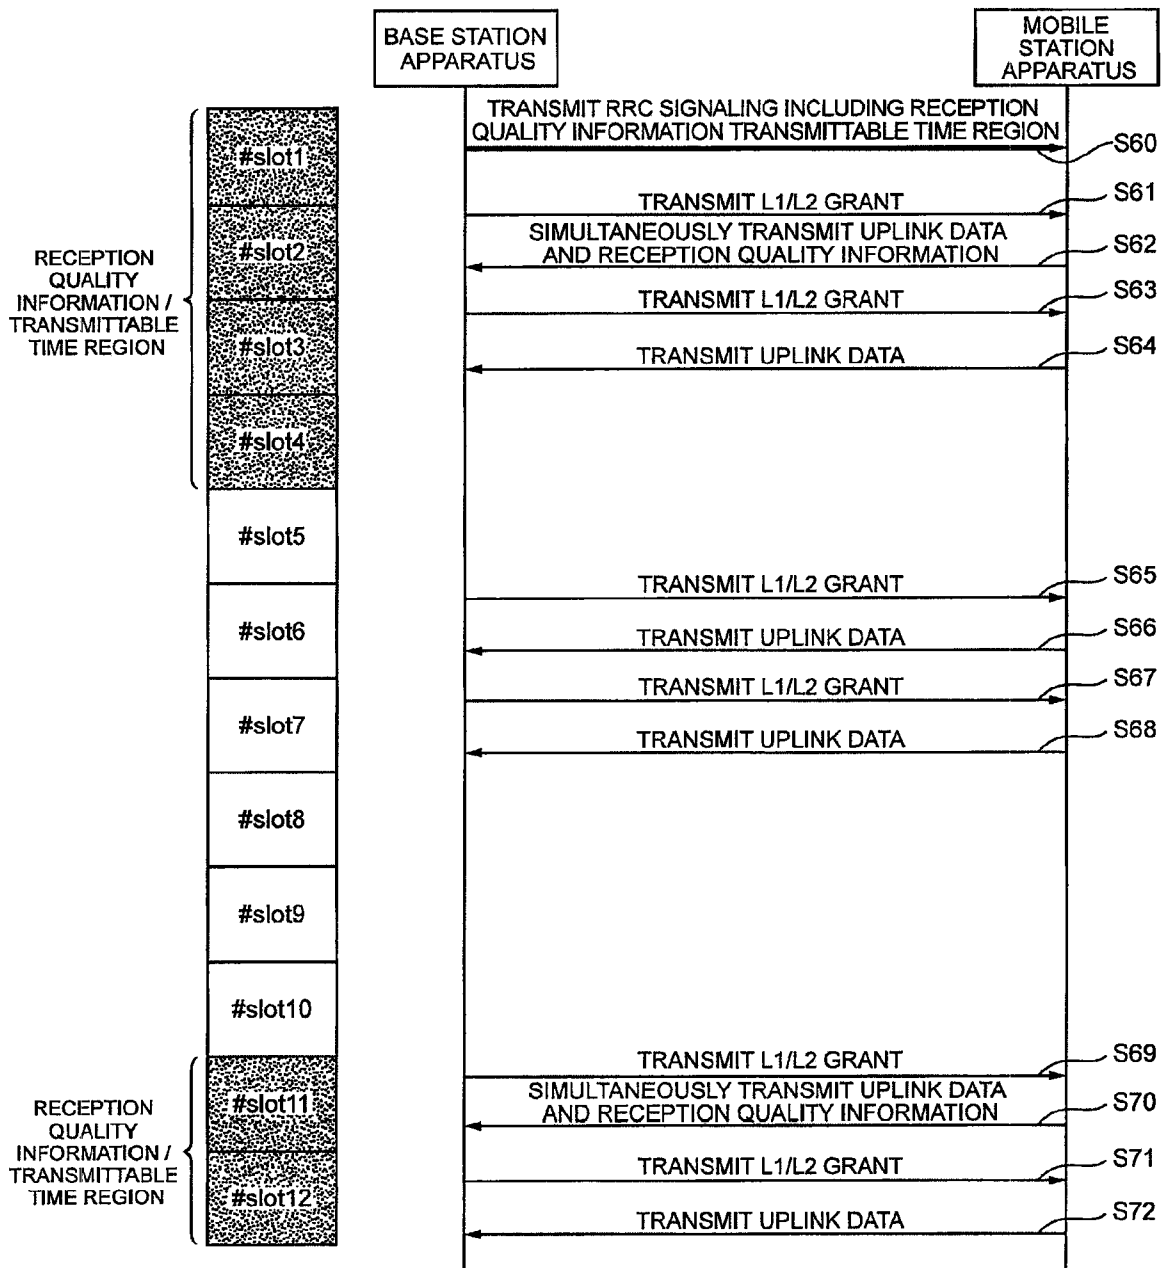 BASE STATION
APPARATUS
MOBILE
STATION
APPARATUS
TRANSMIT RRC SIGNALING INCLUDING RECEPTION
QUALITY INFORMATION TRANSMITTABLE TIME REGION
S60
#slot1
TRANSMIT L1/L2 GRANT
S61
#slot2
SIMULTANEOUSLY TRANSMIT UPLINK DATA
AND RECEPTION QUALITY INFORMATION
S62
RECEPTION
QUALITY
INFORMATION /
TRANSMITTABLE
TIME REGION
TRANSMIT L1/L2 GRANT
S63
#slot3
TRANSMIT UPLINK DATA
S64
#slot4
#slot5
TRANSMIT L1/L2 GRANT
S65
#slot6
TRANSMIT UPLINK DATA
S66
TRANSMIT L1/L2 GRANT
S67
#slot7
TRANSMIT UPLINK DATA
S68
#slot8
#slot9
#slot10
TRANSMIT L1/L2 GRANT
S69
#slot11
SIMULTANEOUSLY TRANSMIT UPLINK DATA
AND RECEPTION QUALITY INFORMATION
S70
RECEPTION
QUALITY
INFORMATION /
TRANSMITTABLE
TIME REGION
TRANSMIT L1/L2 GRANT
S71
#slot12
TRANSMIT UPLINK DATA
S72